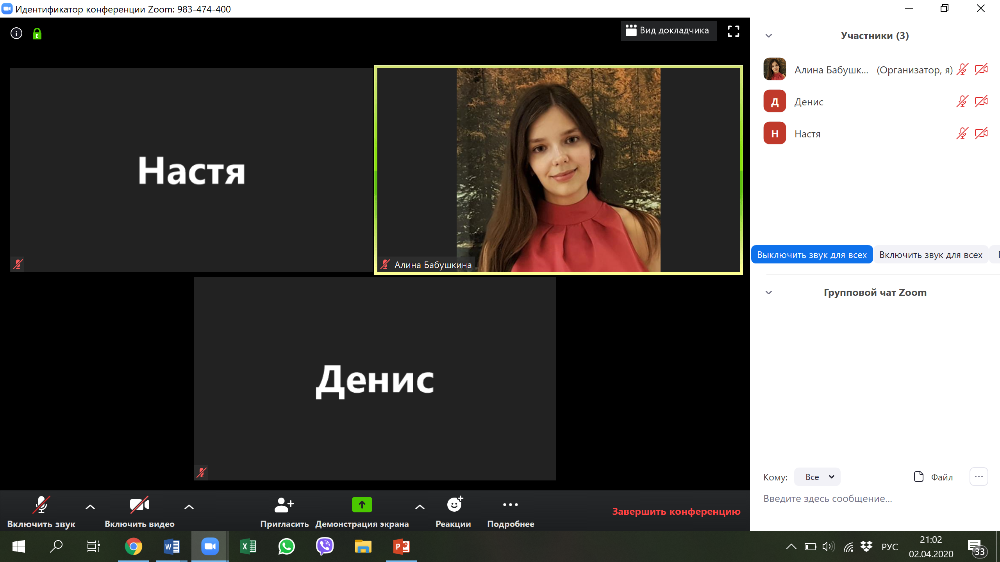 Идентификатор конференции Zoom: 983-474-400
Вид докладчика
Настя
Алина Бабушкина
Денис
Участники (3)
Алина Бабушк... (Организатор, я)
Д Денис
Н Настя
Выключить звук для всех
Включить звук для всех
Групповой чат Zoom
Кому: Все
Файл
Введите здесь сообщение...
Включить звук
Включить видео
Пригласить
Демонстрация экрана
Реакции
Подробнее
Завершить конференцию
РУС
21:02
02.04.2020
33